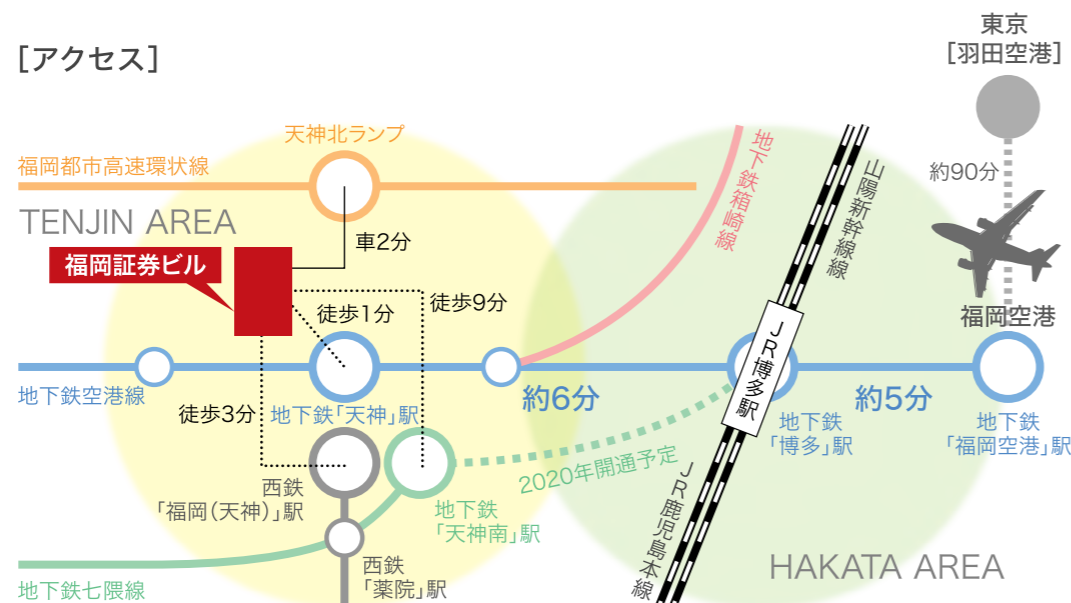 [アクセス]
東京
[羽田空港]
天神北ランプ
福岡都市高速環状線
地下鉄箱崎線
山陽新幹線線
約90分
TENJIN AREA
車2分
福岡証券ビル
徒歩1分
徒歩9分
福岡空港
JR博多駅
地下鉄空港線
徒歩3分
地下鉄「天神」駅
約6分
地下鉄
「博多」駅
約5分
地下鉄
「福岡空港」駅
2020年開通予定
西鉄
「福岡(天神)」駅
地下鉄
「天神南」駅
JR鹿児島本線
西鉄
「薬院」駅
HAKATA AREA
地下鉄七隈線